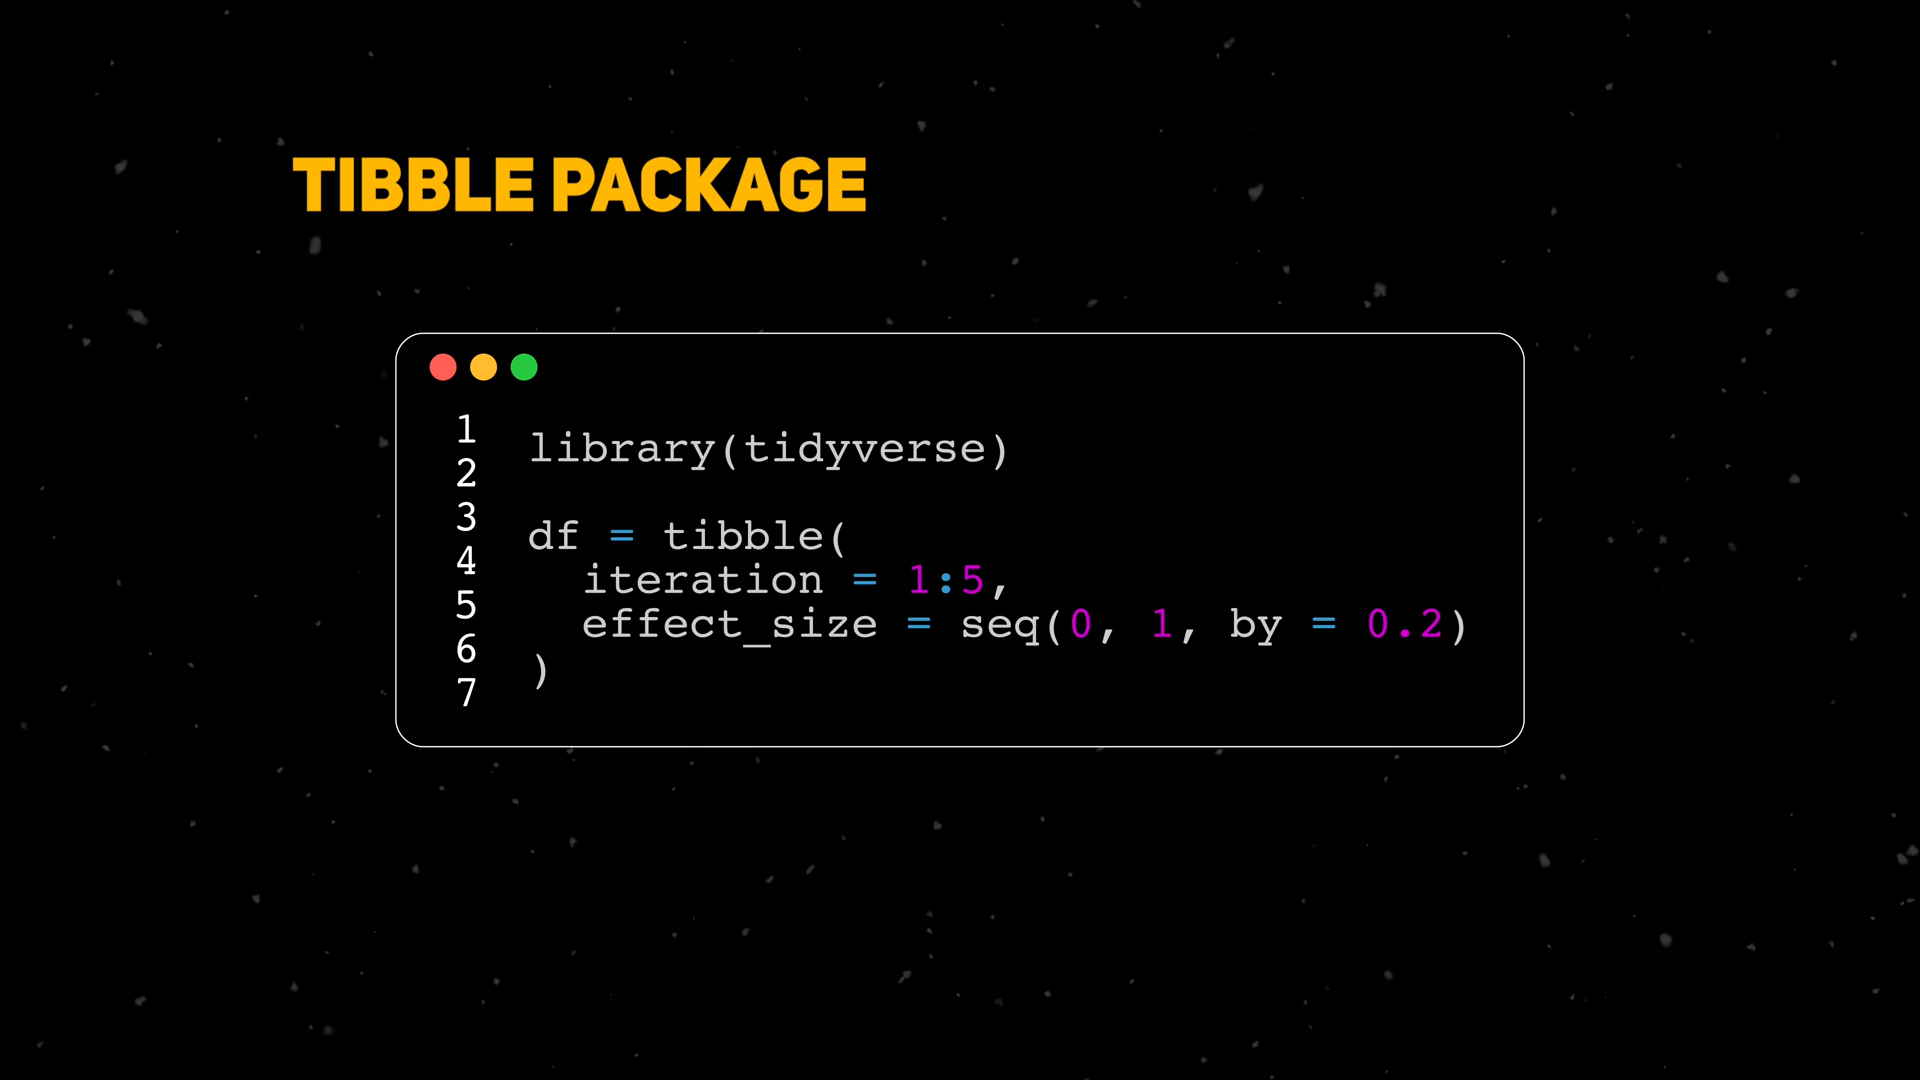 TIBBLE PACKAGE
1 library(tidyverse)
2
3 df = tibble(
4 iteration = 1:5,
5 effect_size = seq(0, 1, by = 0.2)
6 )
7